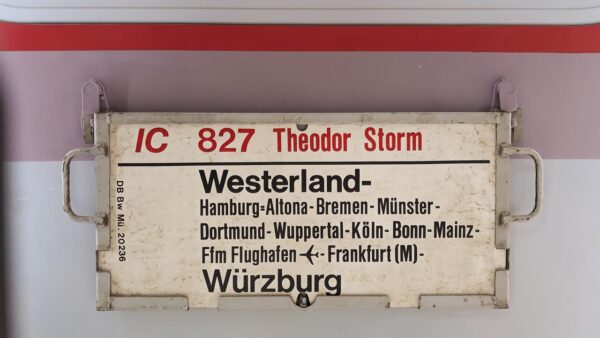 IC 827 Theodor Storm
Westerland-
Hamburg=Altona-Bremen-Münster-
Dortmund-Wuppertal-Köln-Bonn-Mainz-
Ffm Flughafen ✈-Frankfurt (M)-
Würzburg
DB Bw Mü. 20236